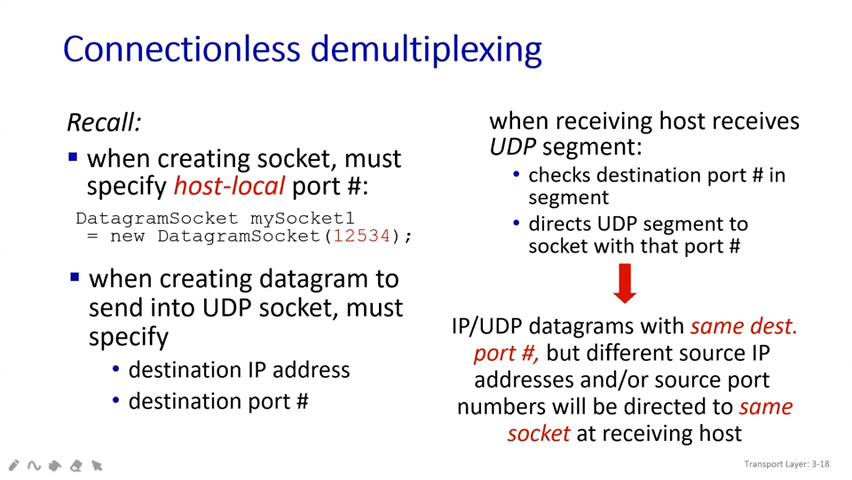 Connectionless demultiplexing
Recall:
▪ when creating socket, must
specify host-local port #:
DatagramSocket mySocket1
= new DatagramSocket(12534);
▪ when creating datagram to
send into UDP socket, must
specify
• destination IP address
• destination port #
when receiving host receives
UDP segment:
• checks destination port # in
segment
• directs UDP segment to
socket with that port #
IP/UDP datagrams with same dest.
port #, but different source IP
addresses and/or source port
numbers will be directed to same
socket at receiving host
Transport Layer: 3-18